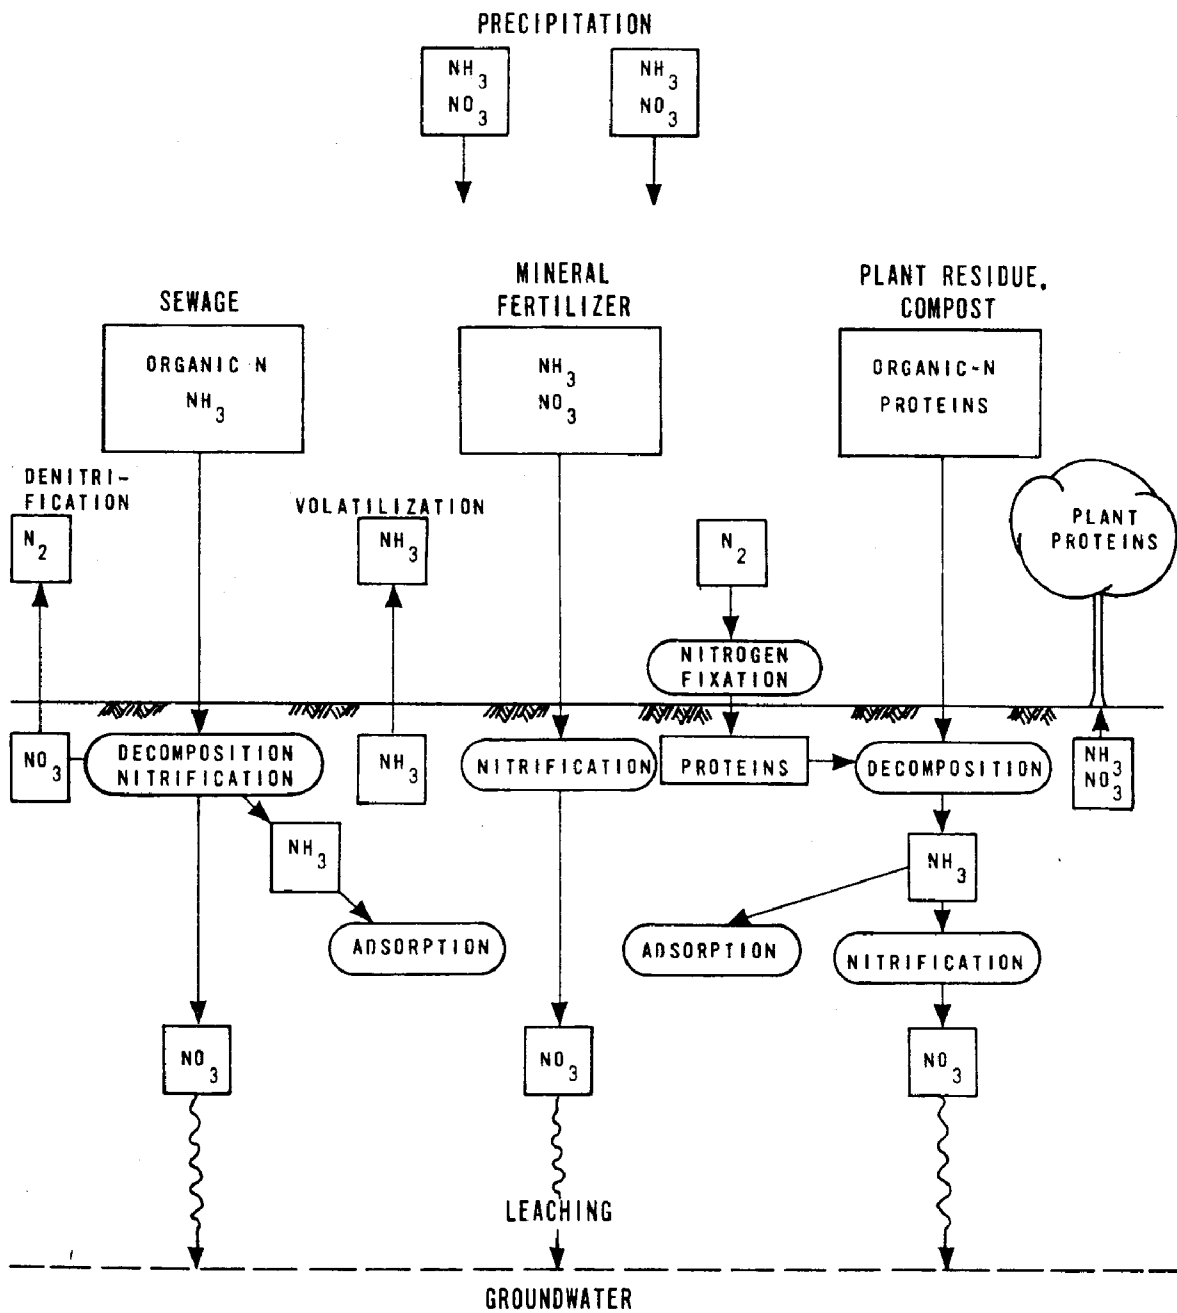 PRECIPITATION
NH3
NO3
NH3
NO3
SEWAGE
MINERAL
FERTILIZER
PLANT RESIDUE,
COMPOST
ORGANIC N
NH3
NH3
NO3
ORGANIC-N
PROTEINS
DENITRI-
FICATION
N2
VOLATILIZATION
NH3
N2
PLANT
PROTEINS
NITROGEN
FIXATION
NO3
DECOMPOSITION
NITRIFICATION
NH3
NITRIFICATION
PROTEINS
DECOMPOSITION
NH3
NO3
NH3
NH3
ADSORPTION
ADSORPTION
NITRIFICATION
NO3
NO3
NO3
LEACHING
GROUNDWATER